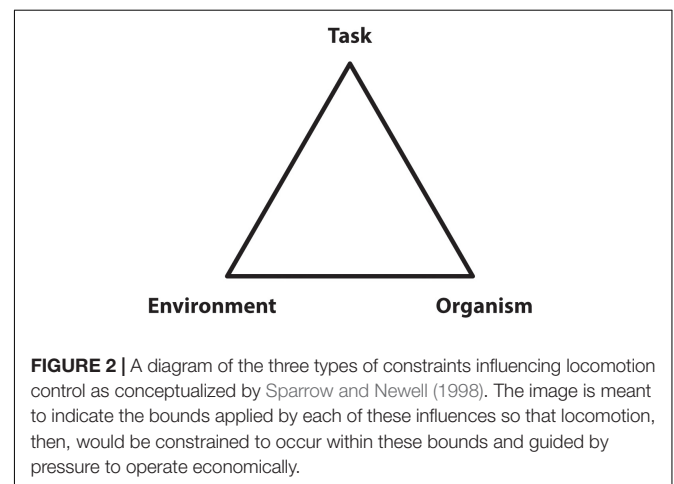 Task
Environment
Organism
FIGURE 2 | A diagram of the three types of constraints influencing locomotion
control as conceptualized by Sparrow and Newell (1998). The image is meant
to indicate the bounds applied by each of these influences so that locomotion,
then, would be constrained to occur within these bounds and guided by
pressure to operate economically.